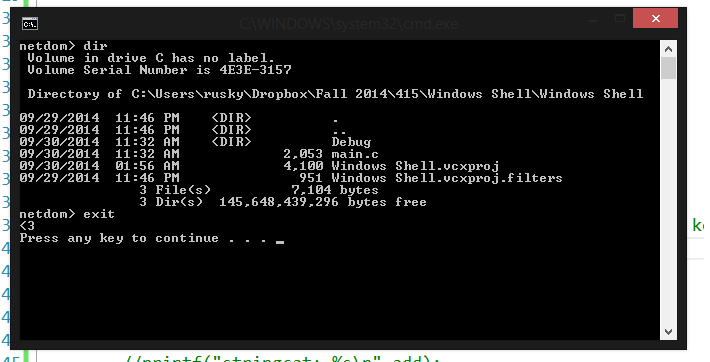 C:\WINDOWS\system32\cmd.exe
netdom> dir
 Volume in drive C has no label.
 Volume Serial Number is 4E3E-3157
 Directory of C:\Users\rusky\Dropbox\Fall 2014\415\Windows Shell\Windows Shell
09/29/2014  11:46 PM    <DIR>          .
09/29/2014  11:46 PM    <DIR>          ..
09/30/2014  11:32 AM    <DIR>          Debug
09/30/2014  11:32 AM             2,053 main.c
09/30/2014  01:56 AM             4,100 Windows Shell.vcxproj
09/29/2014  11:46 PM               951 Windows Shell.vcxproj.filters
               3 File(s)          7,104 bytes
               3 Dir(s)  145,648,439,296 bytes free
netdom> exit
<3
Press any key to continue . . . _